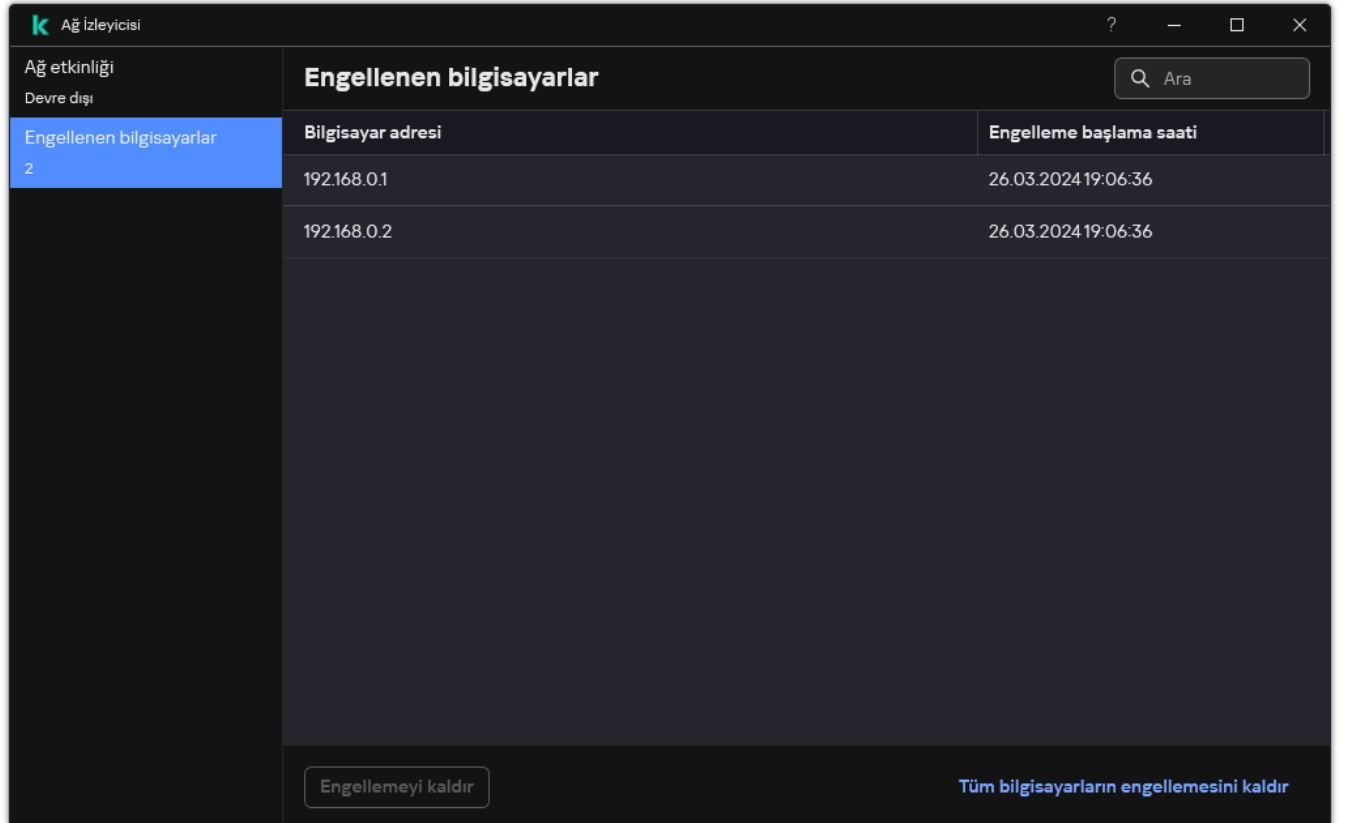 Ağ İzleyicisi
?
Ağ etkinliği
Devre dışı
Engellenen bilgisayarlar
2
Engellenen bilgisayarlar
Ara
Bilgisayar adresi Engelleme başlama saati
192.168.0.1 26.03.2024 19:06:36
192.168.0.2 26.03.2024 19:06:36
Engellemeyi kaldır Tüm bilgisayarların engellemesini kaldır